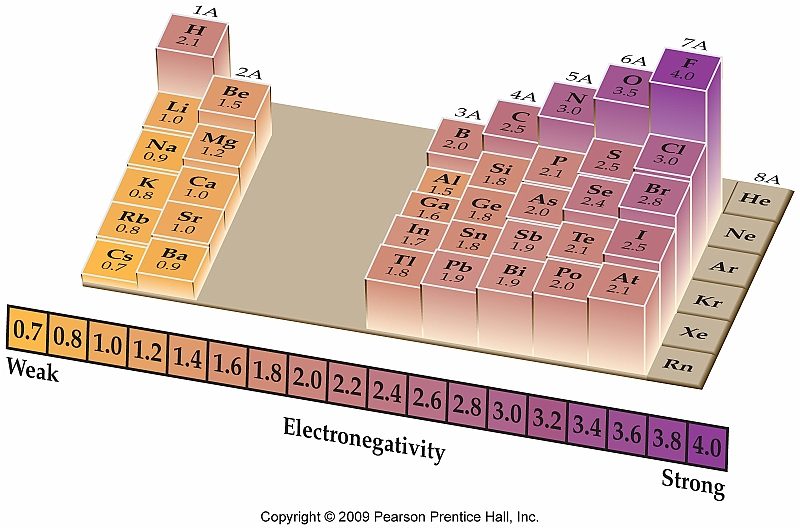 1A
H
2.1
2A
Be
1.5
Li
1.0
Mg
1.2
Na
0.9
Ca
1.0
K
0.8
Sr
1.0
Rb
0.8
Ba
0.9
Cs
0.7
3A
B
2.0
Al
1.5
Ga
1.6
In
1.7
Tl
1.8
4A
C
2.5
Si
1.8
Ge
1.8
Sn
1.8
Pb
1.9
5A
N
3.0
P
2.1
As
2.0
Sb
1.9
Bi
1.9
6A
O
3.5
S
2.5
Se
2.4
Te
2.1
Po
2.0
7A
F
4.0
Cl
3.0
Br
2.8
I
2.5
At
2.1
8A
He
Ne
Ar
Kr
Xe
Rn
0.7 0.8 1.0 1.2 1.4 1.6 1.8 2.0 2.2 2.4 2.6 2.8 3.0 3.2 3.4 3.6 3.8 4.0
Weak
Electronegativity
Strong
Copyright © 2009 Pearson Prentice Hall, Inc.